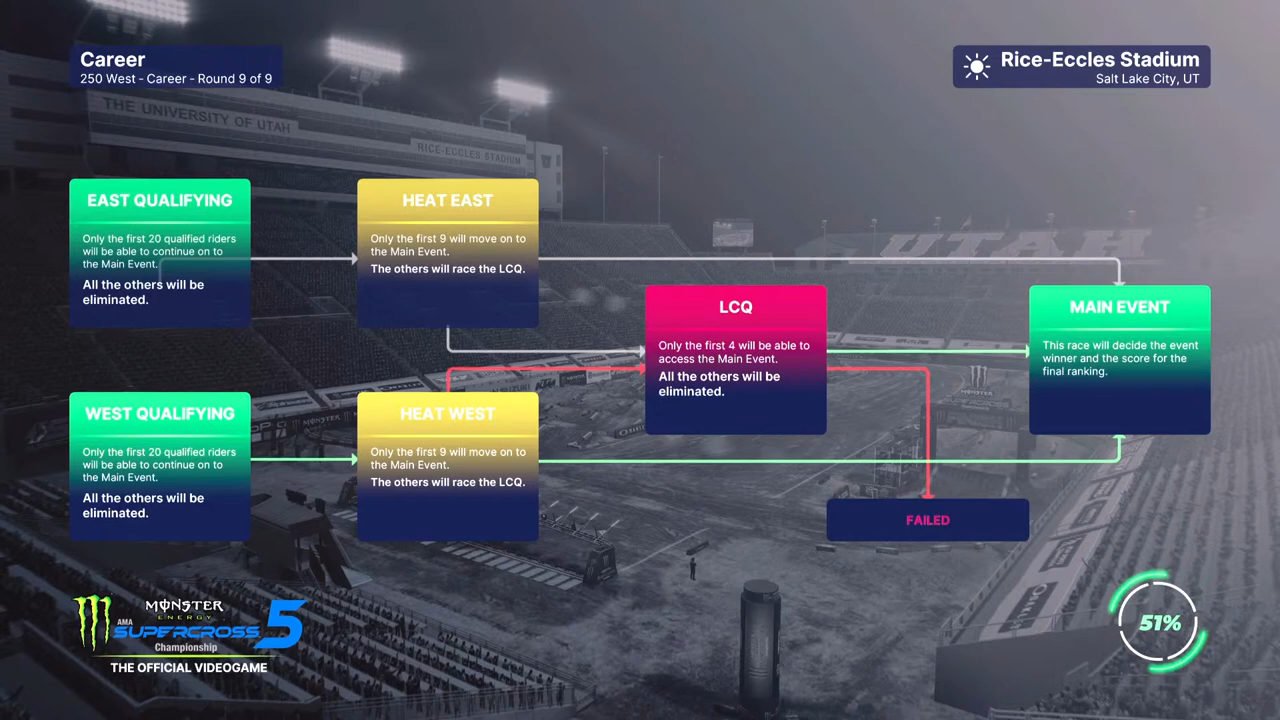 Career
250 West - Career - Round 9 of 9
Rice-Eccles Stadium
Salt Lake City, UT
THE UNIVERSITY OF UTAH
RICE-ECCLES STADIUM
UTAH
EAST QUALIFYING
Only the first 20 qualified riders
will be able to continue on to
the Main Event.
All the others will be
eliminated.
HEAT EAST
Only the first 9 will move on to
the Main Event.
The others will race the LCQ.
LCQ
Only the first 4 will be able to
access the Main Event.
All the others will be
eliminated.
MAIN EVENT
This race will decide the event
winner and the score for the
final ranking.
WEST QUALIFYING
Only the first 20 qualified riders
will be able to continue on to
the Main Event.
All the others will be
eliminated.
HEAT WEST
Only the first 9 will move on to
the Main Event.
The others will race the LCQ.
FAILED
MONSTER
ENERGY
AMA
SUPERCROSS 5
Championship
THE OFFICIAL VIDEOGAME
51%